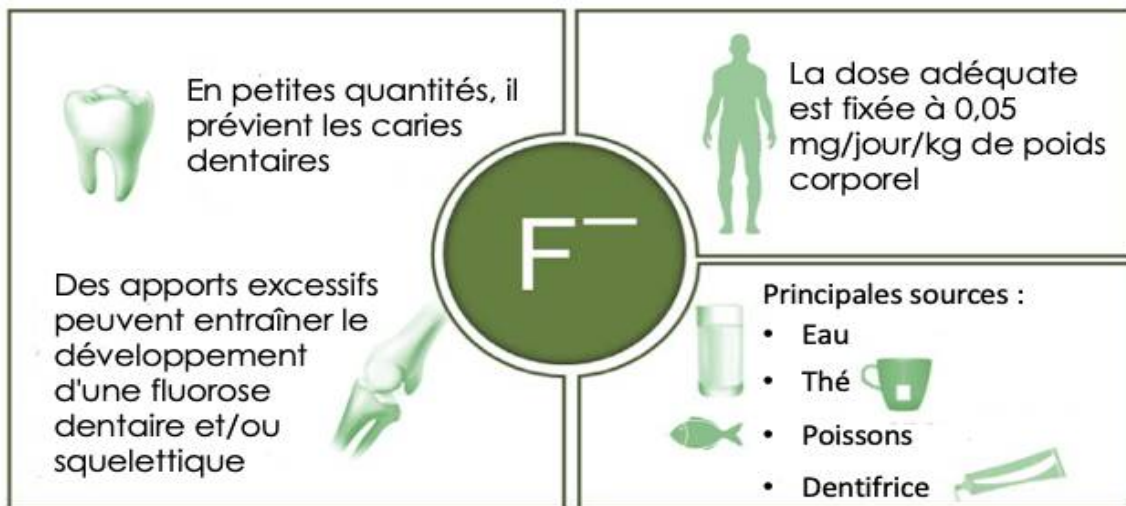 En petites quantités, il
prévient les caries
dentaires
Des apports excessifs
peuvent entraîner le
développement
d'une fluorose
dentaire et/ou
squelettique
F⁻
La dose adéquate
est fixée à 0,05
mg/jour/kg de poids
corporel
Principales sources :
• Eau
• Thé
• Poissons
• Dentifrice